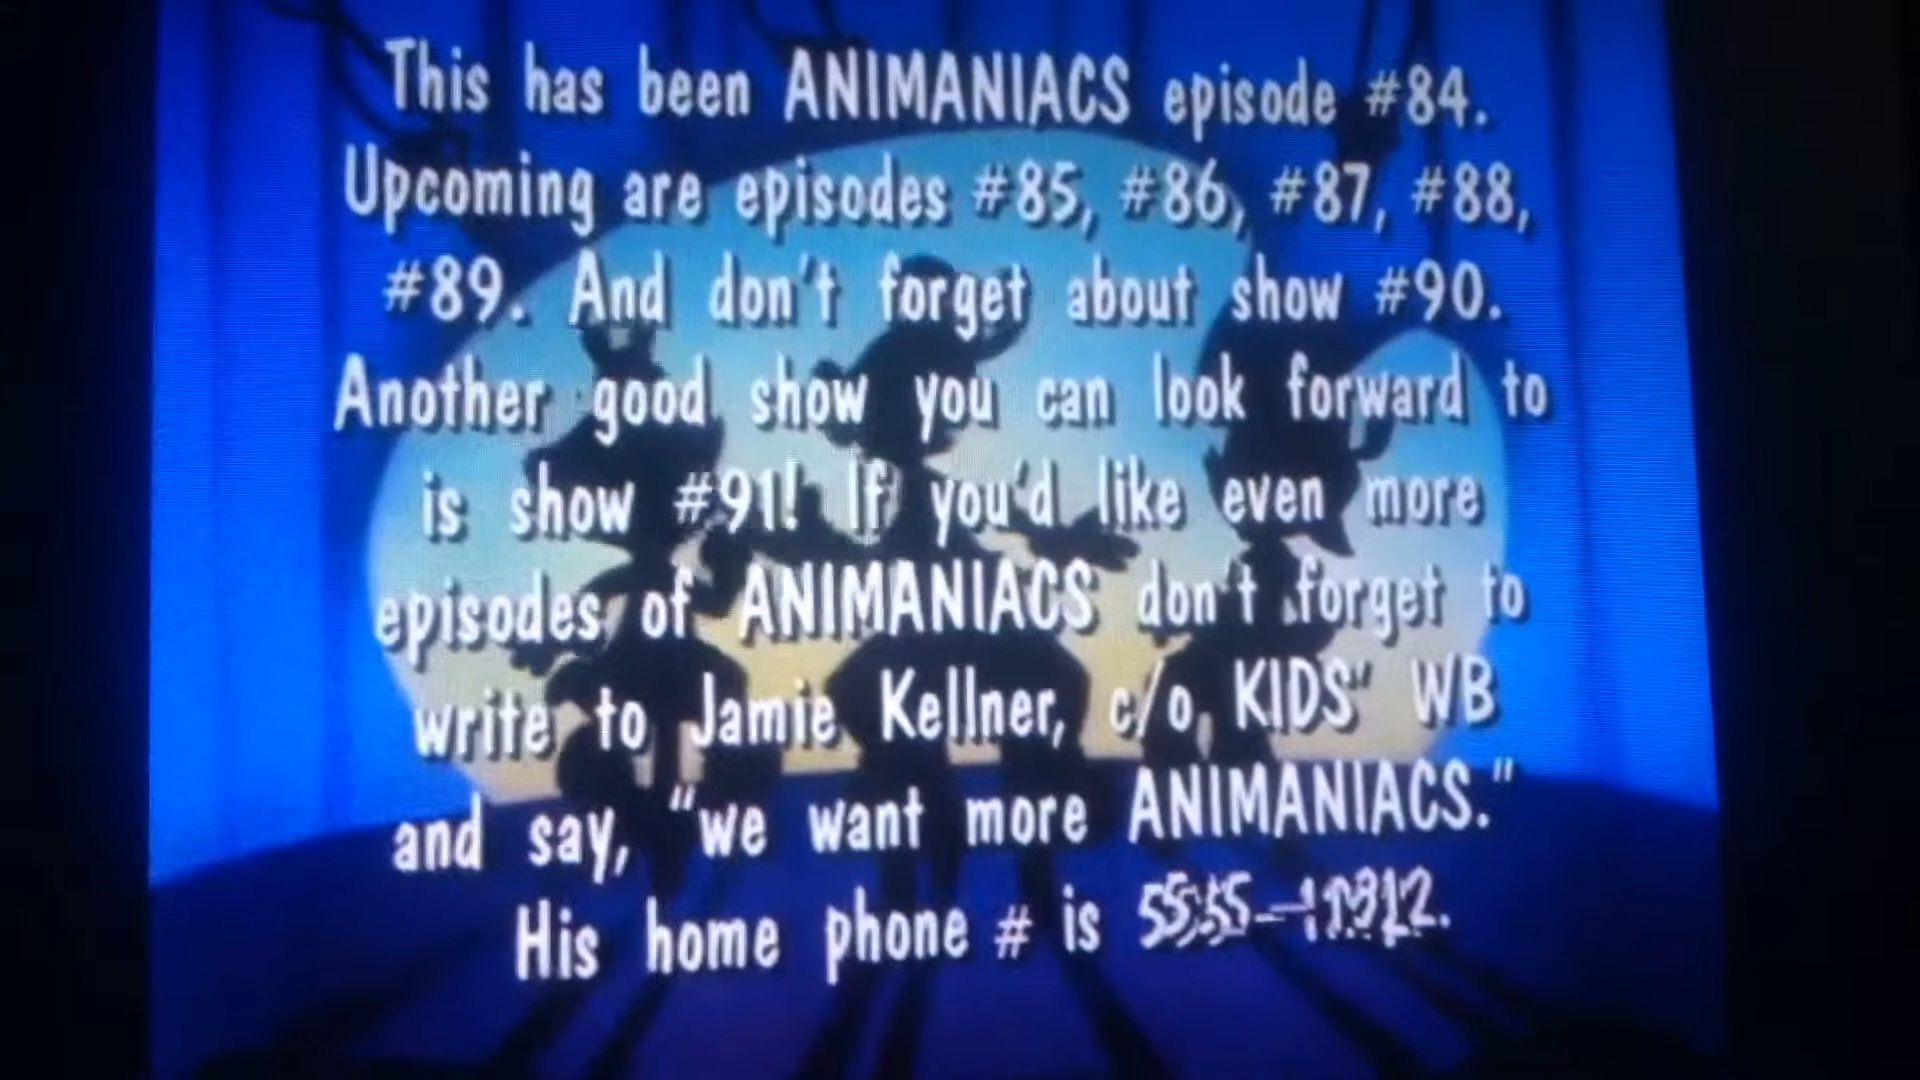 This has been ANIMANIACS episode #84.
Upcoming are episodes #85, #86, #87, #88,
#89. And don't forget about show #90.
Another good show you can look forward to
is show #91! If you'd like even more
episodes of ANIMANIACS don't forget to
write to Jamie Kellner, c/o KIDS' WB
and say, "we want more ANIMANIACS."
His home phone # is